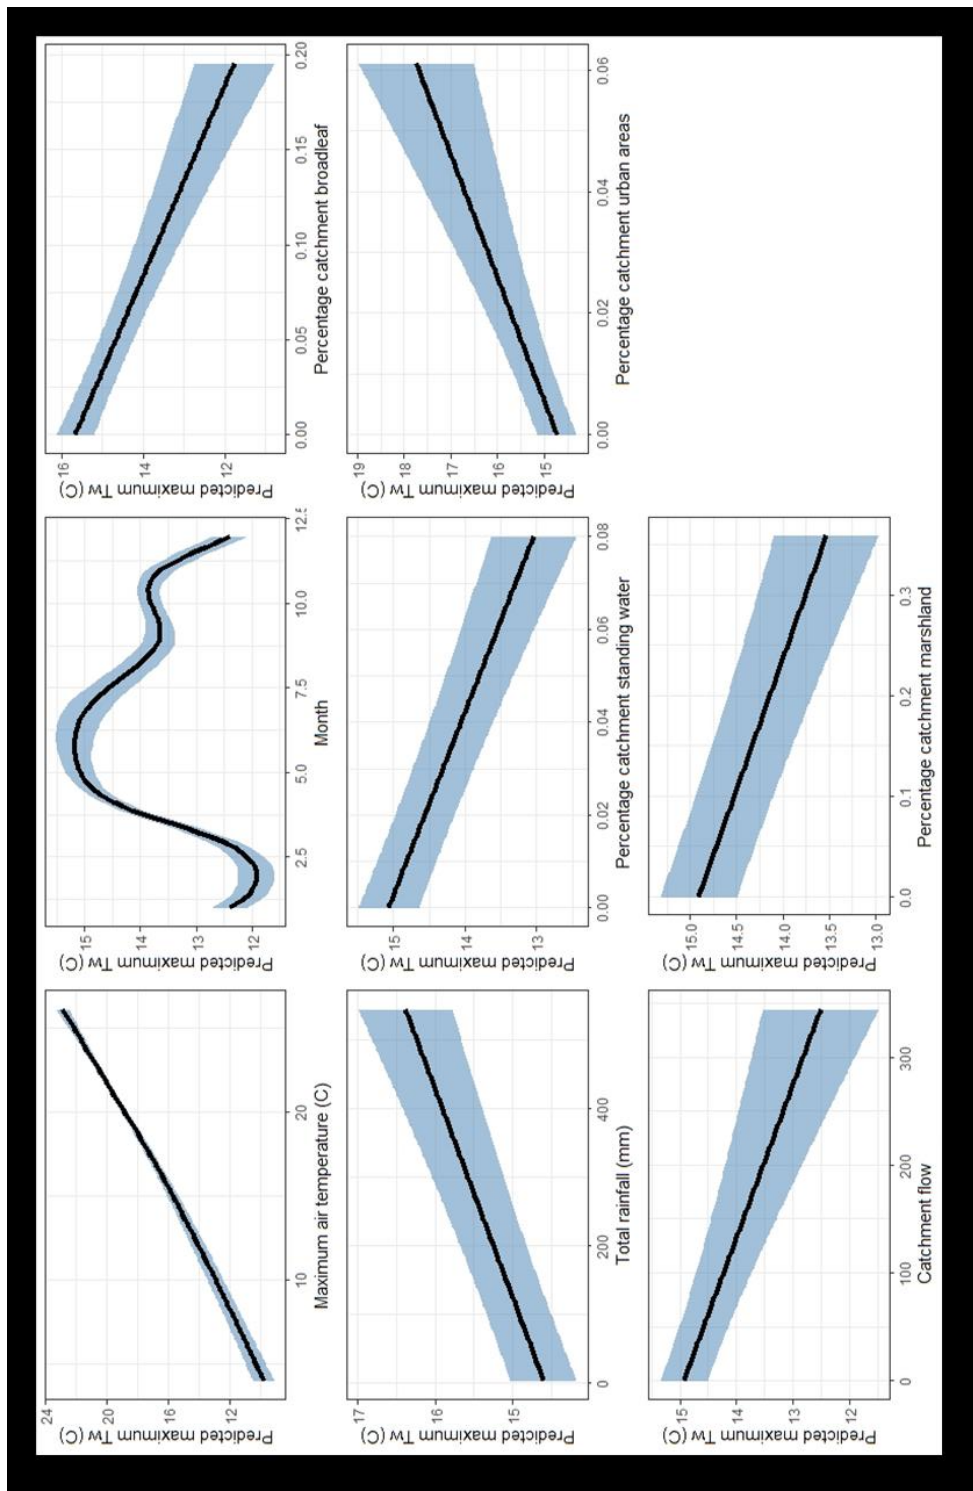 Predicted maximum Tw (C)
24
20
16
12
10 20
Maximum air temperature (C)
Predicted maximum Tw (C)
15
14
13
12
2.5 5.0 7.5 10.0 12.5
Month
Predicted maximum Tw (C)
16
14
12
0.00 0.05 0.10 0.15 0.20
Percentage catchment broadleaf
Predicted maximum Tw (C)
17
16
15
0 200 400
Total rainfall (mm)
Predicted maximum Tw (C)
15
14
13
0.00 0.02 0.04 0.06 0.08
Percentage catchment standing water
Predicted maximum Tw (C)
19
18
17
16
15
0.00 0.02 0.04 0.06
Percentage catchment urban areas
Predicted maximum Tw (C)
15
14
13
12
0 100 200 300
Catchment flow
Predicted maximum Tw (C)
15.0
14.5
14.0
13.5
13.0
0.0 0.1 0.2 0.3
Percentage catchment marshland